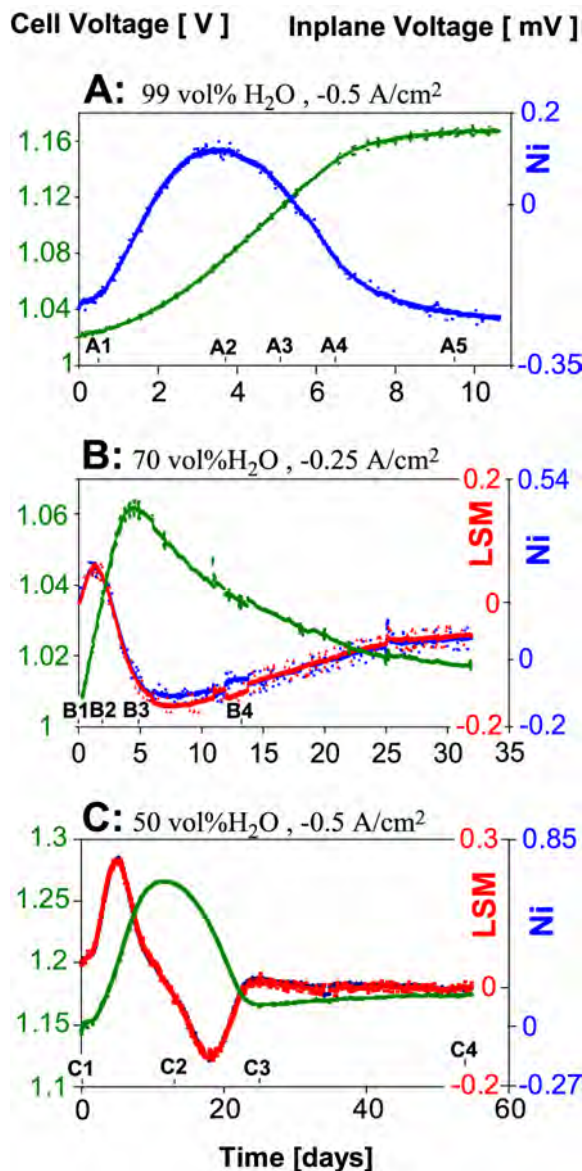 Cell Voltage [ V ] Inplane Voltage [ mV ]
A: 99 vol% H2O , -0.5 A/cm2
1.16
1.12
1.08
1.04
1
0.2
0
-0.35
Ni
A1 A2 A3 A4 A5
0 2 4 6 8 10
B: 70 vol%H2O , -0.25 A/cm2
1.06
1.04
1.02
1
0.2
0
-0.2
LSM
0.54
0
-0.2
Ni
B1 B2 B3 B4
0 5 10 15 20 25 30 35
C: 50 vol%H2O , -0.5 A/cm2
1.3
1.25
1.2
1.15
1.1
0.3
0
-0.2
LSM
0.85
0
-0.27
Ni
C1 C2 C3 C4
0 20 40 60
Time [days]